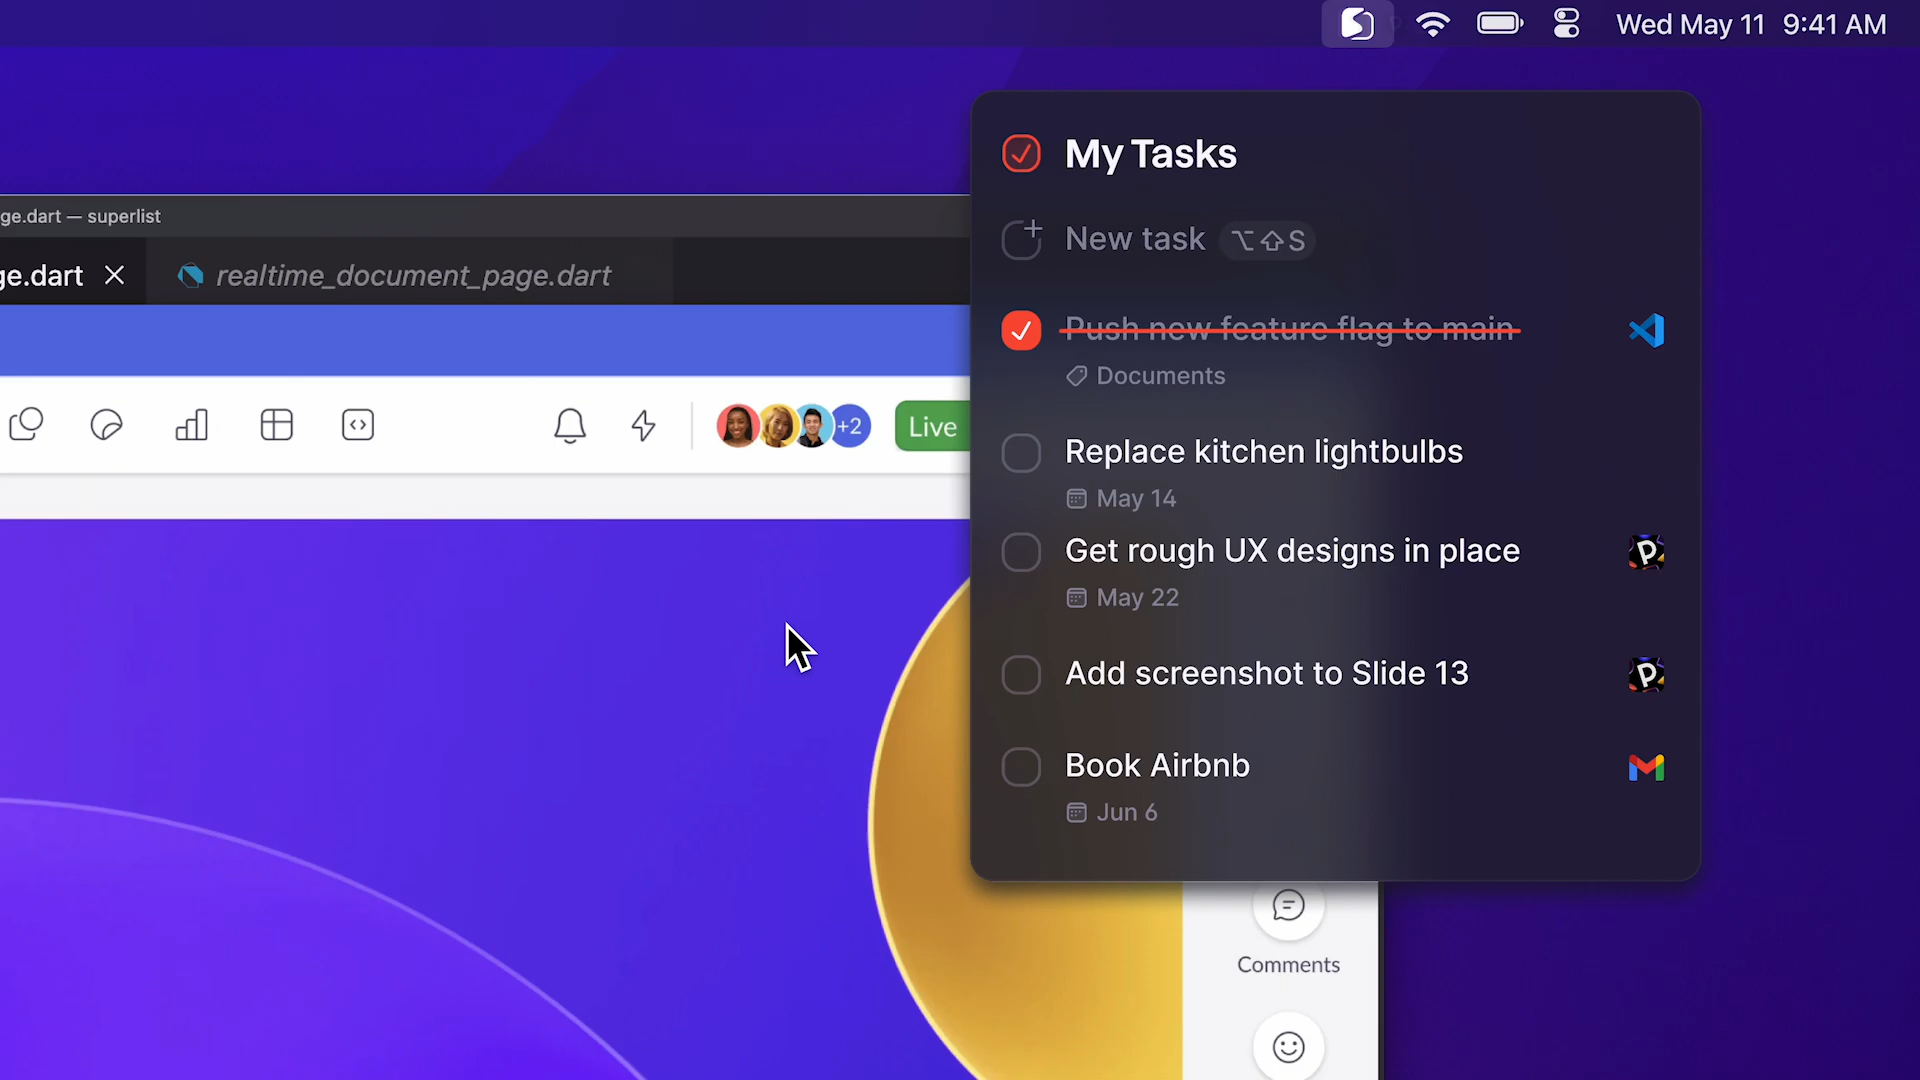 Wed May 11 9:41 AM
My Tasks
New task ⌥⇧S
Push new feature flag to main
Documents
Replace kitchen lightbulbs
May 14
Get rough UX designs in place
May 22
Add screenshot to Slide 13
Book Airbnb
Jun 6
ge.dart — superlist
ge.dart
realtime_document_page.dart
+2
Live
Comments